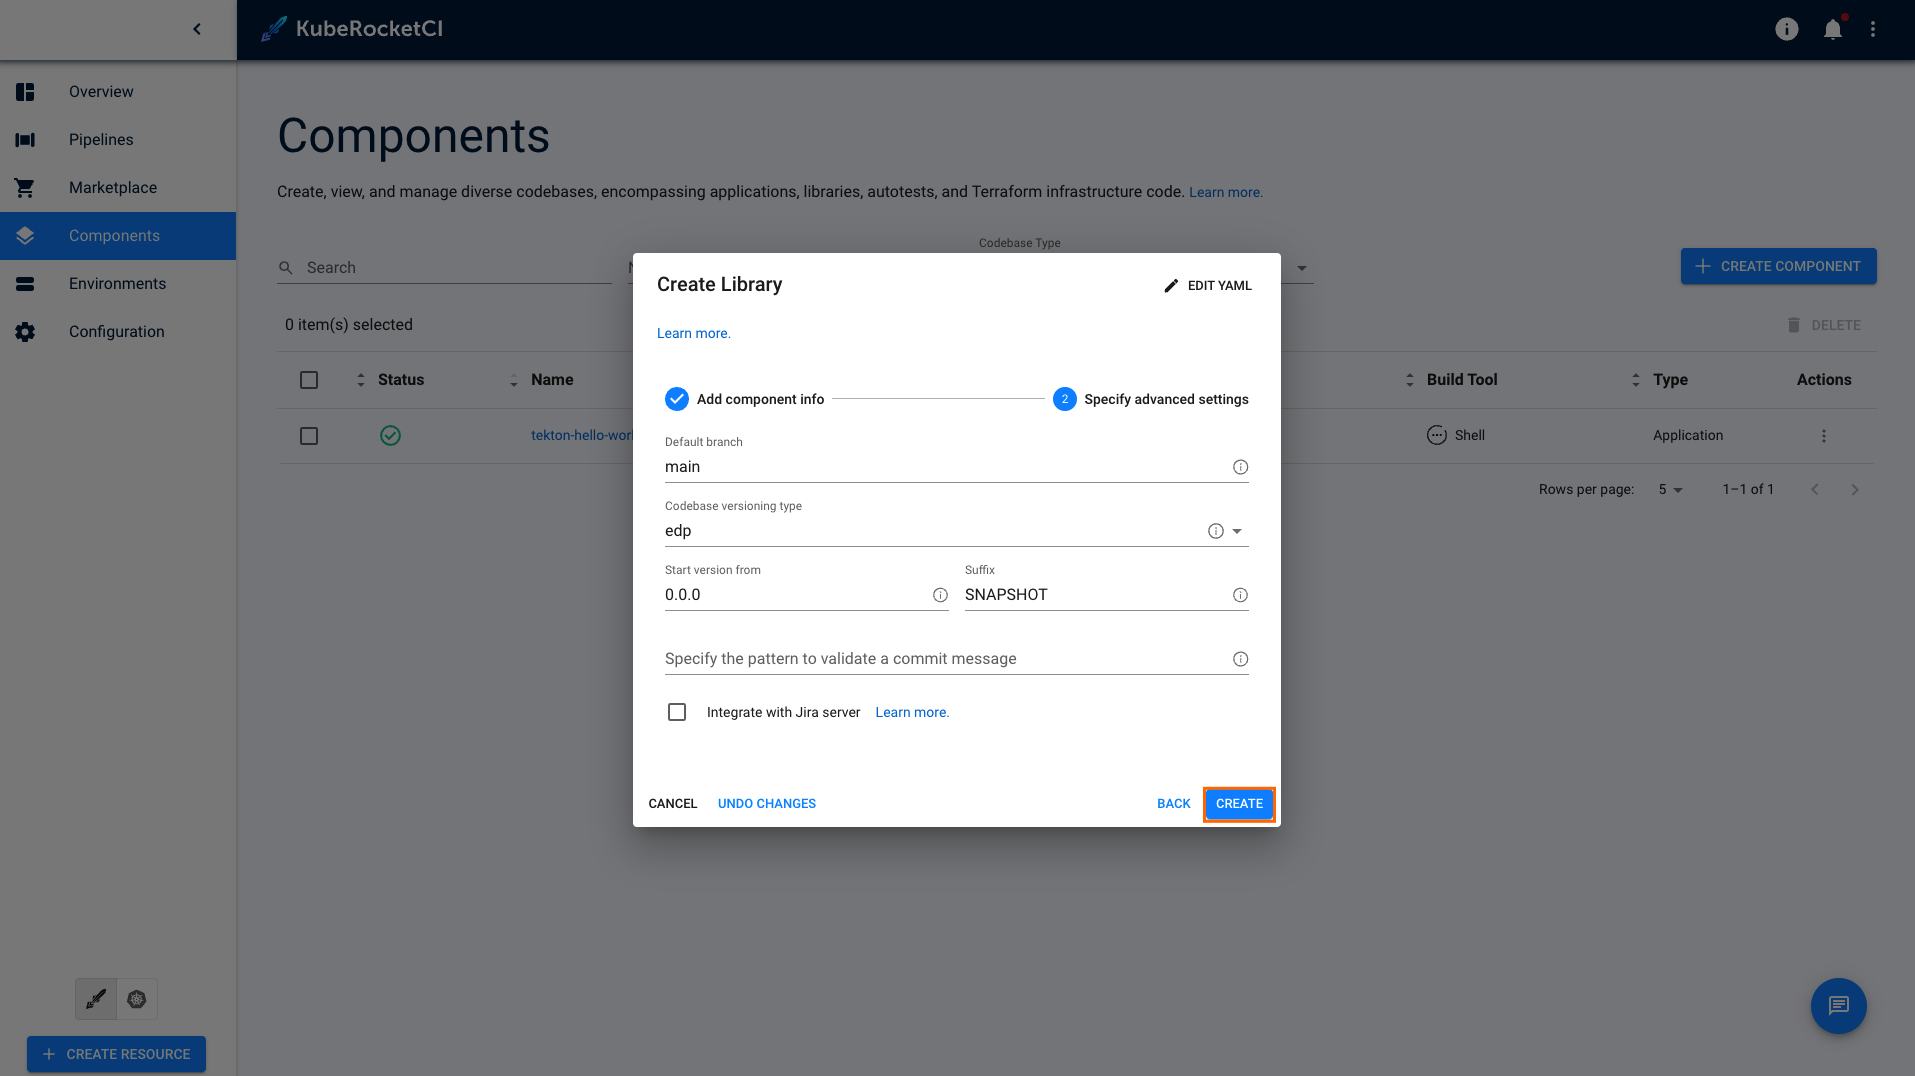 KubeRocketCI
Overview
Pipelines
Marketplace
Components
Environments
Configuration
CREATE RESOURCE
Components
Create, view, and manage diverse codebases, encompassing applications, libraries, autotests, and Terraform infrastructure code. Learn more.
Search
Codebase Type
CREATE COMPONENT
0 item(s) selected
DELETE
Status Name Build Tool Type Actions
Shell Application
Rows per page: 5 1–1 of 1
Create Library
EDIT YAML
Learn more.
Add component info
2 Specify advanced settings
Default branch
main
Codebase versioning type
edp
Start version from
0.0.0
Suffix
SNAPSHOT
Specify the pattern to validate a commit message
Integrate with Jira server Learn more.
CANCEL UNDO CHANGES BACK CREATE